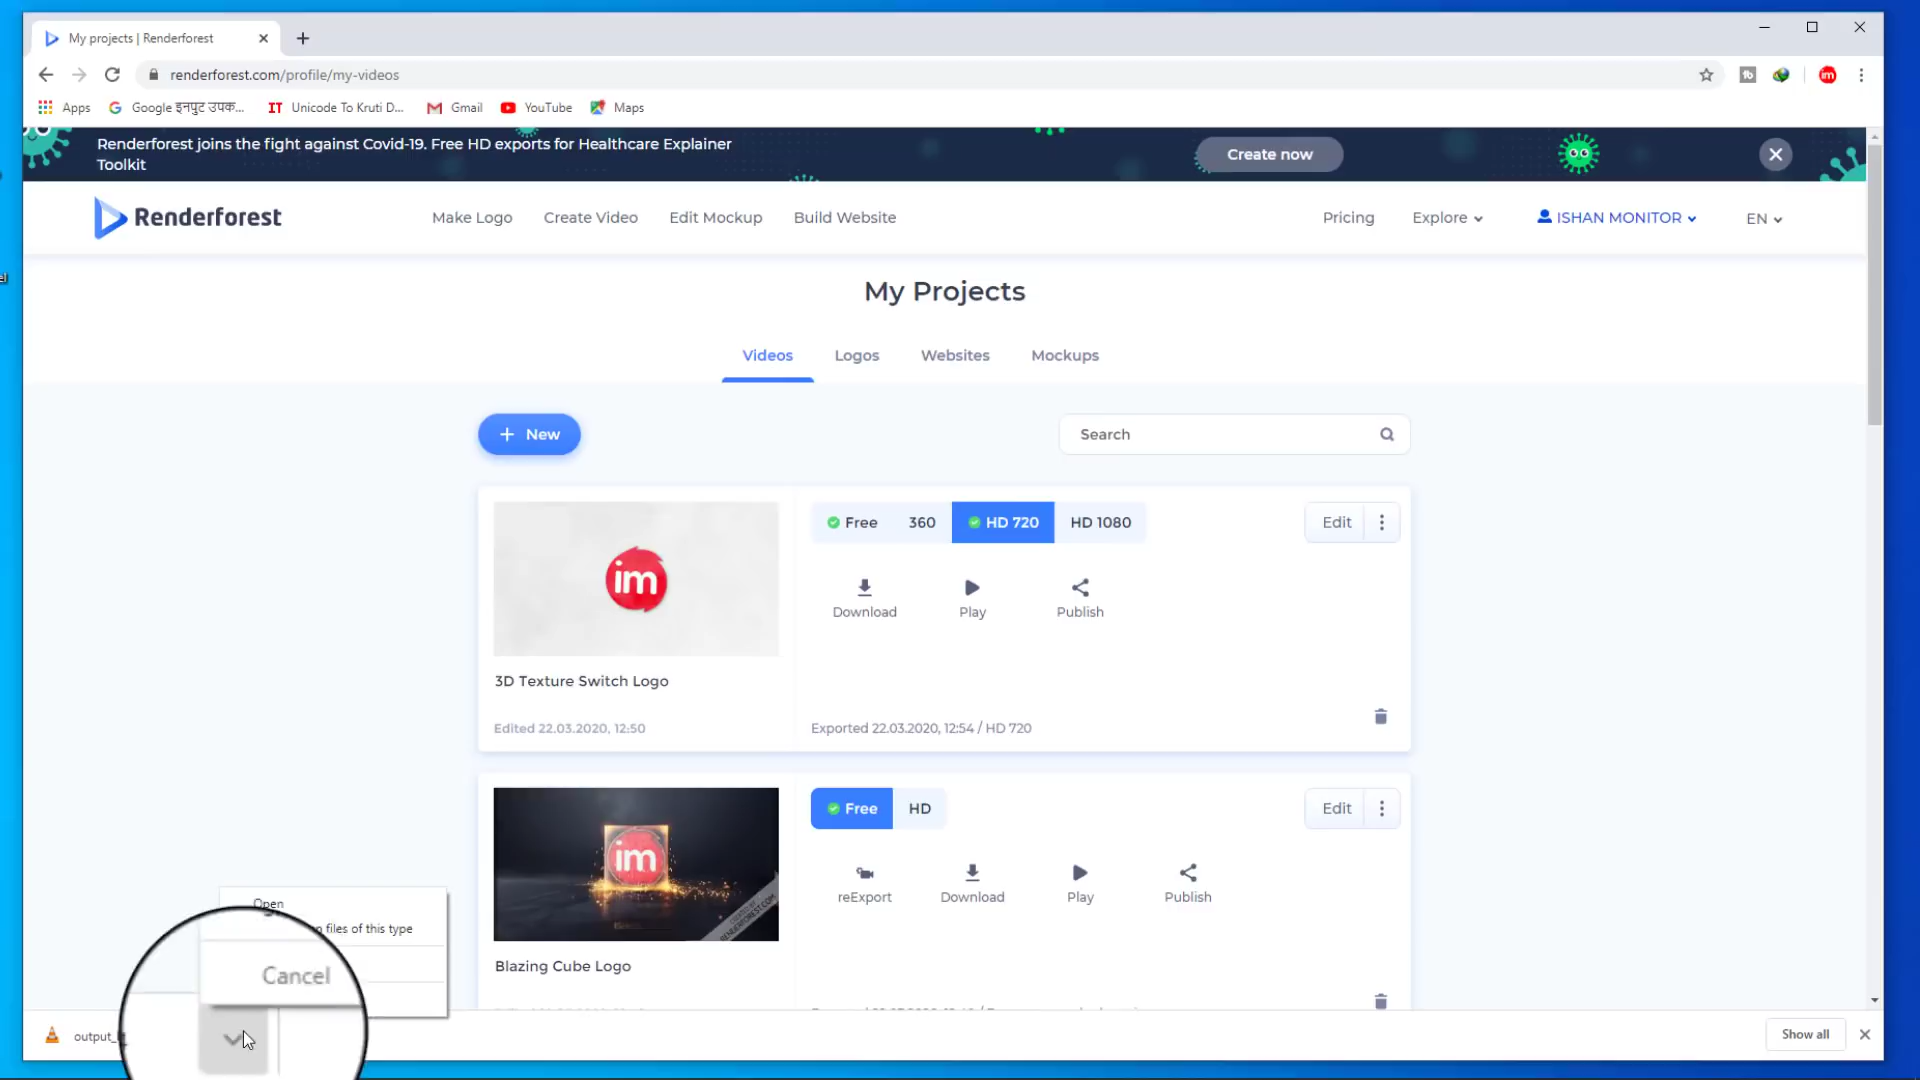 My projects | Renderforest
renderforest.com/profile/my-videos
Apps
Google इनपुट उपक...
IT Unicode To Kruti D...
Gmail
YouTube
Maps
Renderforest joins the fight against Covid-19. Free HD exports for Healthcare Explainer
Toolkit
Create now
Renderforest
Make Logo
Create Video
Edit Mockup
Build Website
Pricing
Explore
ISHAN MONITOR
EN
My Projects
Videos
Logos
Websites
Mockups
+ New
Search
im
3D Texture Switch Logo
Edited 22.03.2020, 12:50
Free 360 HD 720 HD 1080
Edit
Download
Play
Publish
Exported 22.03.2020, 12:54 / HD 720
im
RENDERFOREST.COM
Blazing Cube Logo
Free HD
Edit
reExport
Download
Play
Publish
Open
files of this type
Cancel
output_
Show all